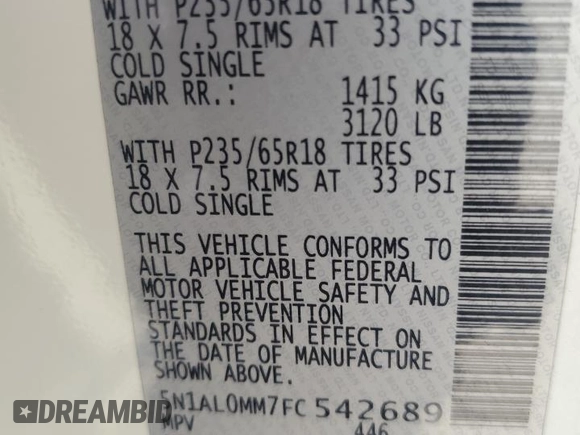 WITH P235/65R18 TIRES
18 X 7.5 RIMS AT 33 PSI
COLD SINGLE
GAWR RR.: 1415 KG
3120 LB
WITH P235/65R18 TIRES
18 X 7.5 RIMS AT 33 PSI
COLD SINGLE
THIS VEHICLE CONFORMS TO
ALL APPLICABLE FEDERAL
MOTOR VEHICLE SAFETY AND
THEFT PREVENTION
STANDARDS IN EFFECT ON
THE DATE OF MANUFACTURE
SHOWN ABOVE.
5N1AL0MM7FC542689
MPV 446
DREAMBID